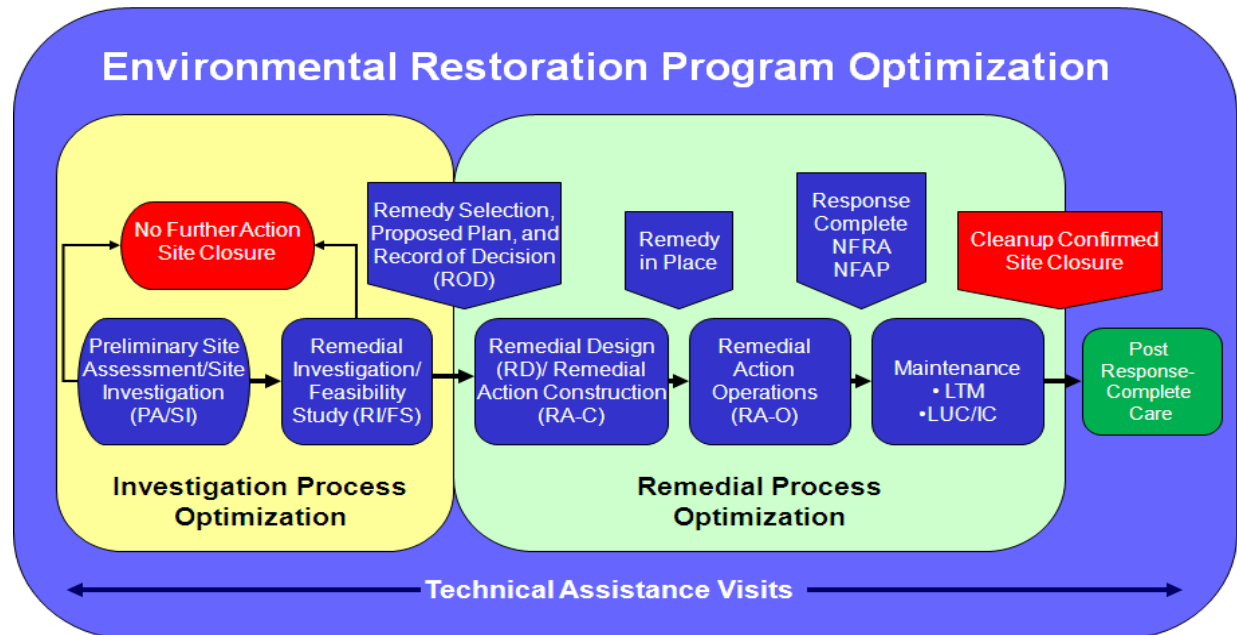 Environmental Restoration Program Optimization
No Further Action
Site Closure
Remedy Selection,
Proposed Plan, and
Record of Decision
(ROD)
Remedy
in Place
Response
Complete
NFRA
NFAP
Cleanup Confirmed
Site Closure
Preliminary Site
Assessment/Site
Investigation
(PA/SI)
Remedial
Investigation/
Feasibility
Study (RI/FS)
Remedial Design
(RD)/ Remedial
Action Construction
(RA-C)
Remedial
Action
Operations
(RA-O)
Maintenance
• LTM
•LUC/IC
Post
Response-
Complete
Care
Investigation Process
Optimization
Remedial Process
Optimization
Technical Assistance Visits